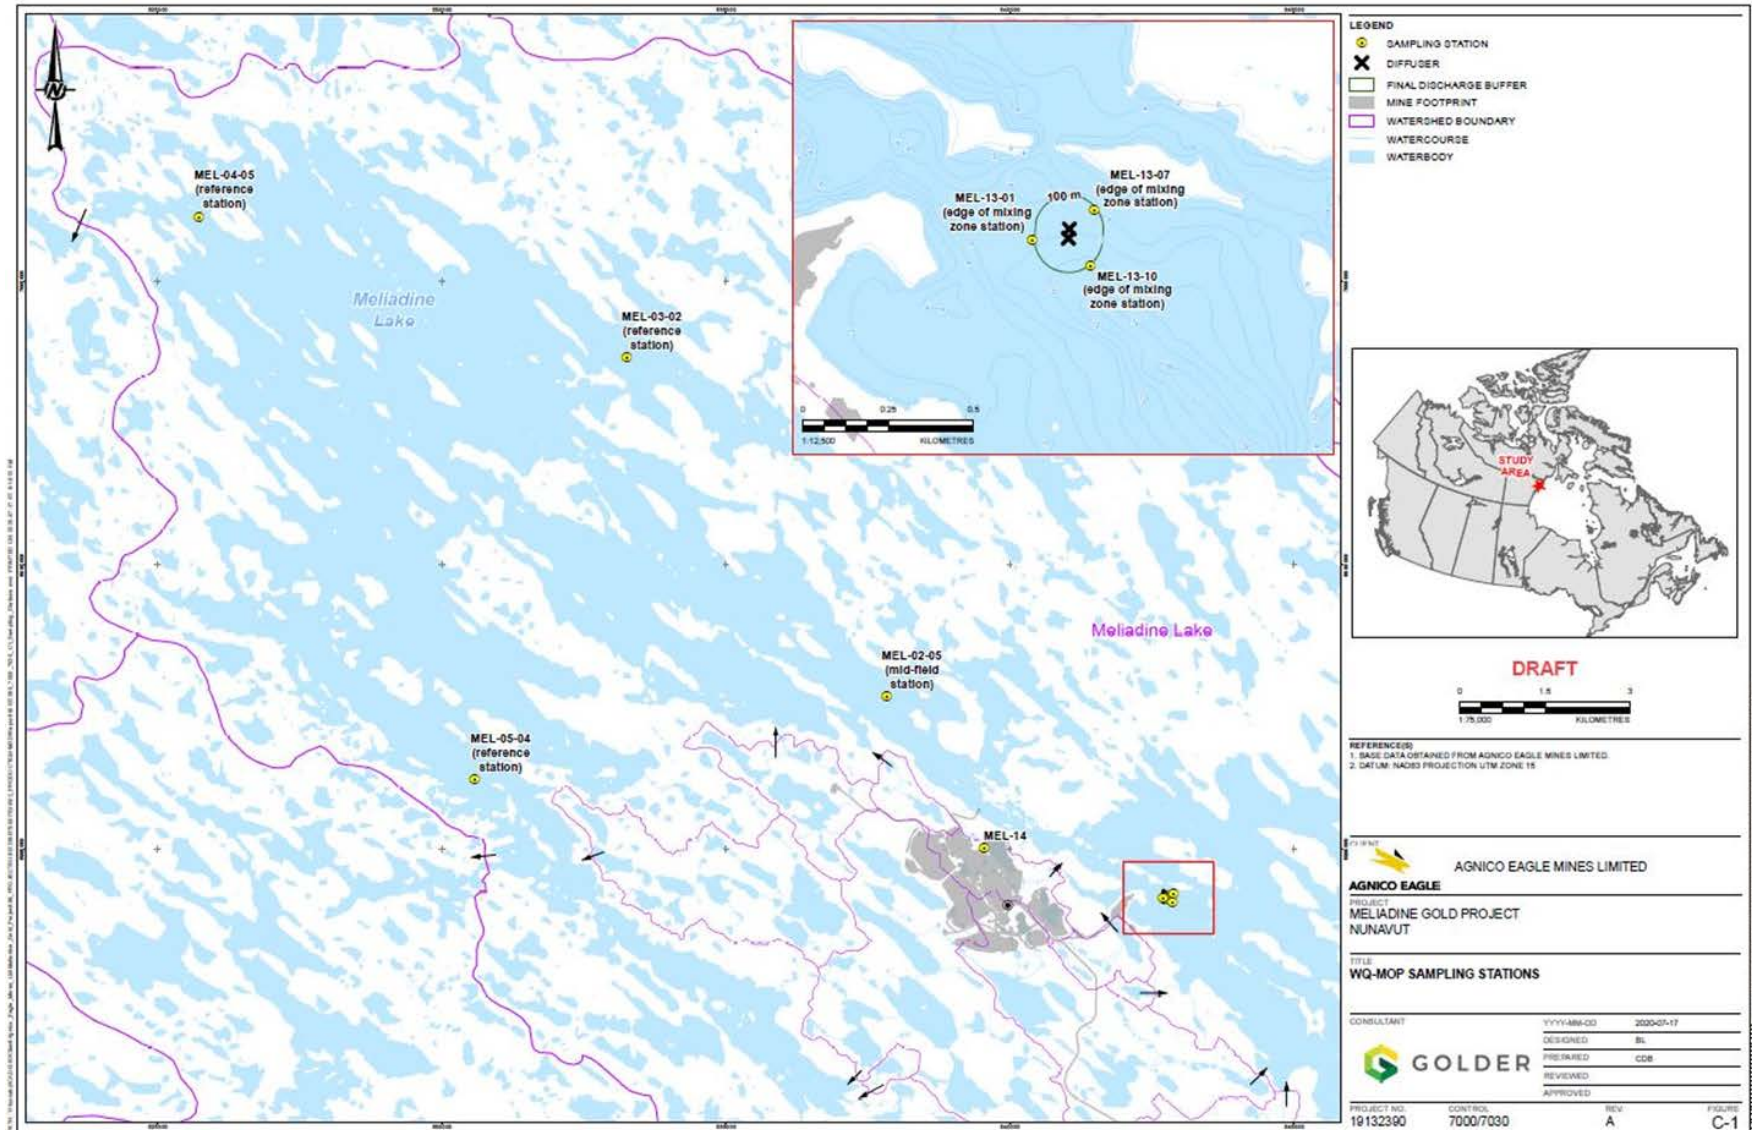 MEL-04-05
(reference
station)
Meliadine
Lake
MEL-03-02
(reference
station)
MEL-13-07
(edge of mixing
zone station)
MEL-13-01
(edge of mixing
zone station)
100 m
MEL-13-10
(edge of mixing
zone station)
0 0.25 0.5
1:12,500 KILOMETRES
Meliadine Lake
MEL-02-05
(mid-field
station)
MEL-05-04
(reference
station)
MEL-14
N
LEGEND
SAMPLING STATION
DIFFUSER
FINAL DISCHARGE BUFFER
MINE FOOTPRINT
WATERSHED BOUNDARY
WATERCOURSE
WATERBODY
STUDY
AREA
DRAFT
0 1.5 3
1:75,000 KILOMETRES
REFERENCE(S)
1. BASE DATA OBTAINED FROM AGNICO EAGLE MINES LIMITED.
2. DATUM: NAD83 PROJECTION UTM ZONE 15
CLIENT
AGNICO EAGLE MINES LIMITED
AGNICO EAGLE
PROJECT
MELIADINE GOLD PROJECT
NUNAVUT
TITLE
WQ-MOP SAMPLING STATIONS
CONSULTANT
YYYY-MM-DD 2020-07-17
DESIGNED BL
PREPARED CDB
REVIEWED
APPROVED
GOLDER
PROJECT NO. CONTROL REV. FIGURE
19132390 7000/7030 A C-1